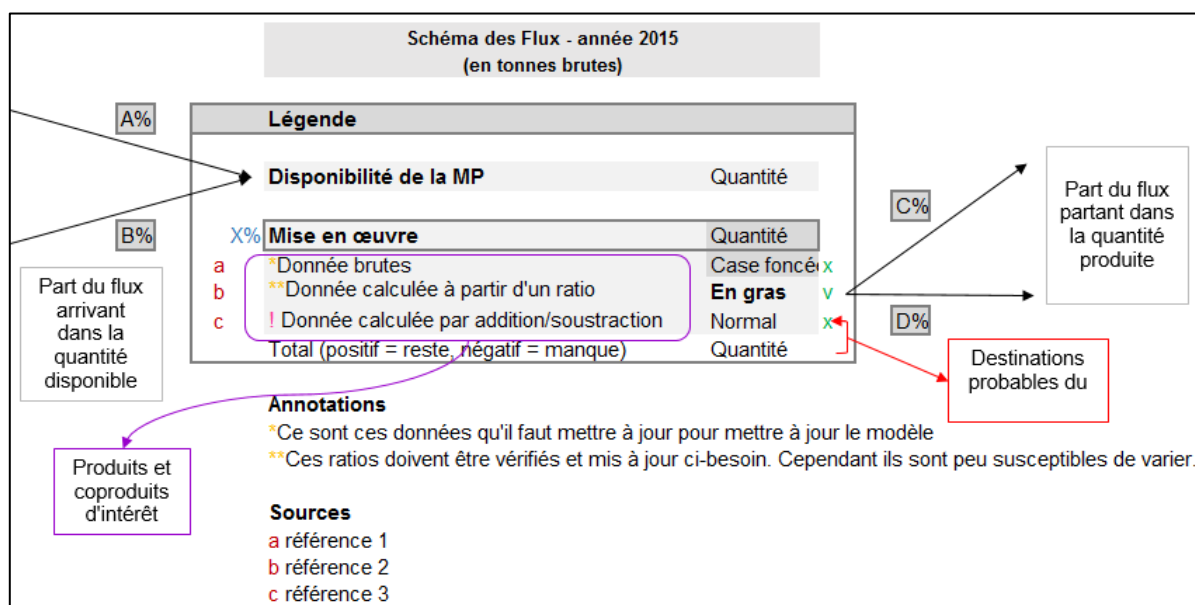 Schéma des Flux - année 2015
(en tonnes brutes)
A%
Légende
Disponibilité de la MP Quantité
B%
X% Mise en œuvre Quantité
a *Donnée brutes Case foncée x
b **Donnée calculée à partir d'un ratio En gras v
c ! Donnée calculée par addition/soustraction Normal x
Total (positif = reste, négatif = manque) Quantité
C%
D%
Part du flux
partant dans
la quantité
produite
Part du flux
arrivant
dans la
quantité
disponible
Destinations
probables du
Produits et
coproduits
d'intérêt
Annotations
*Ce sont ces données qu'il faut mettre à jour pour mettre à jour le modèle
**Ces ratios doivent être vérifiés et mis à jour ci-besoin. Cependant ils sont peu susceptibles de varier.
Sources
a référence 1
b référence 2
c référence 3